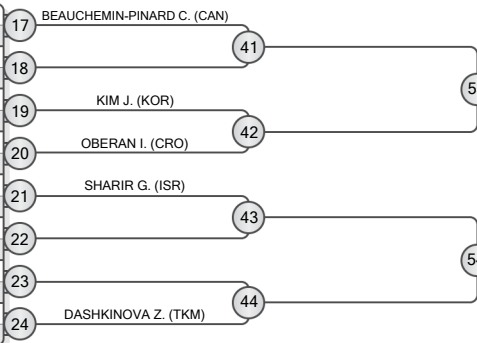 17 BEAUCHEMIN-PINARD C. (CAN)
41
18
19 KIM J. (KOR)
42
20 OBERAN I. (CRO)
21 SHARIR G. (ISR)
43
22
23
44
24 DASHKINOVA Z. (TKM)